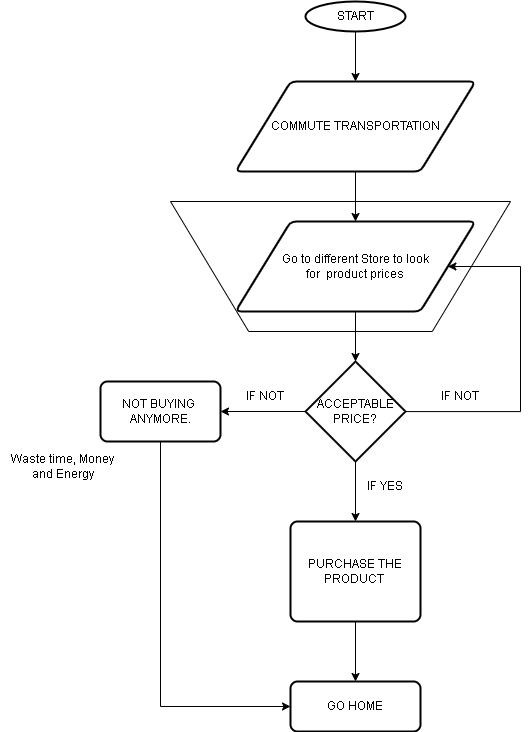 START
COMMUTE TRANSPORTATION
Go to different Store to look
for product prices
IF NOT
ACCEPTABLE
PRICE?
IF NOT
NOT BUYING
ANYMORE.
Waste time, Money
and Energy
IF YES
PURCHASE THE
PRODUCT
GO HOME